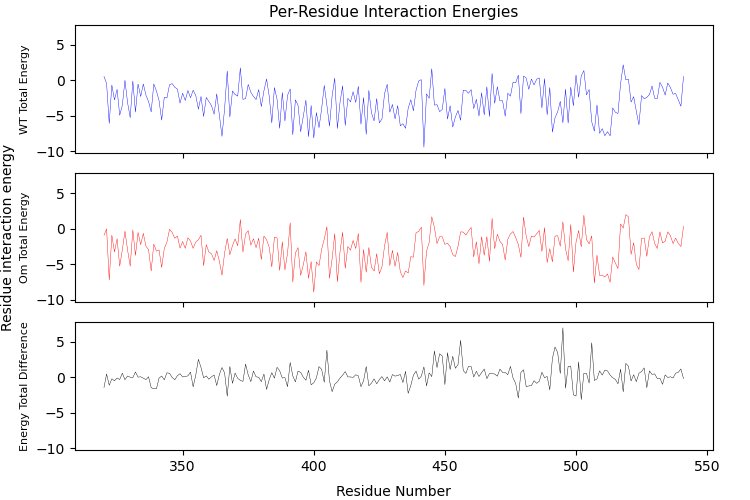 Per-Residue Interaction Energies
Residue interaction energy
WT Total Energy
5
0
−5
−10
Om Total Energy
5
0
−5
−10
Energy Total Difference
5
0
−5
−10
350
400
450
500
550
Residue Number